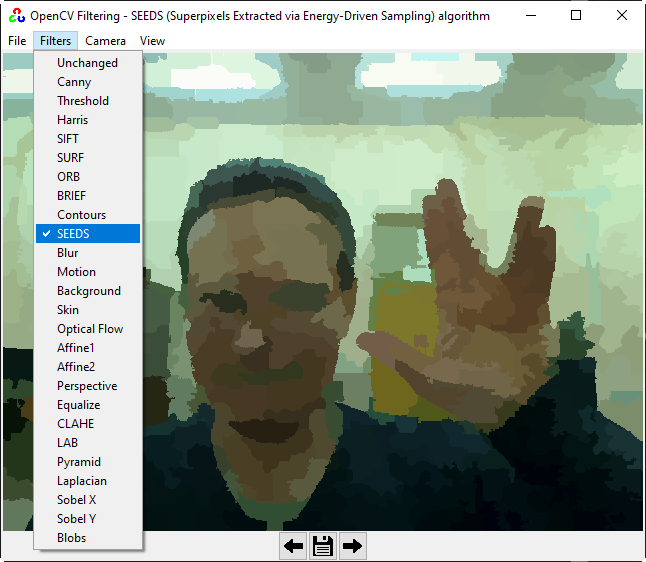 OpenCV Filtering - SEEDS (Superpixels Extracted via Energy-Driven Sampling) algorithm
File Filters Camera View
Unchanged
Canny
Threshold
Harris
SIFT
SURF
ORB
BRIEF
Contours
SEEDS
Blur
Motion
Background
Skin
Optical Flow
Affine1
Affine2
Perspective
Equalize
CLAHE
LAB
Pyramid
Laplacian
Sobel X
Sobel Y
Blobs